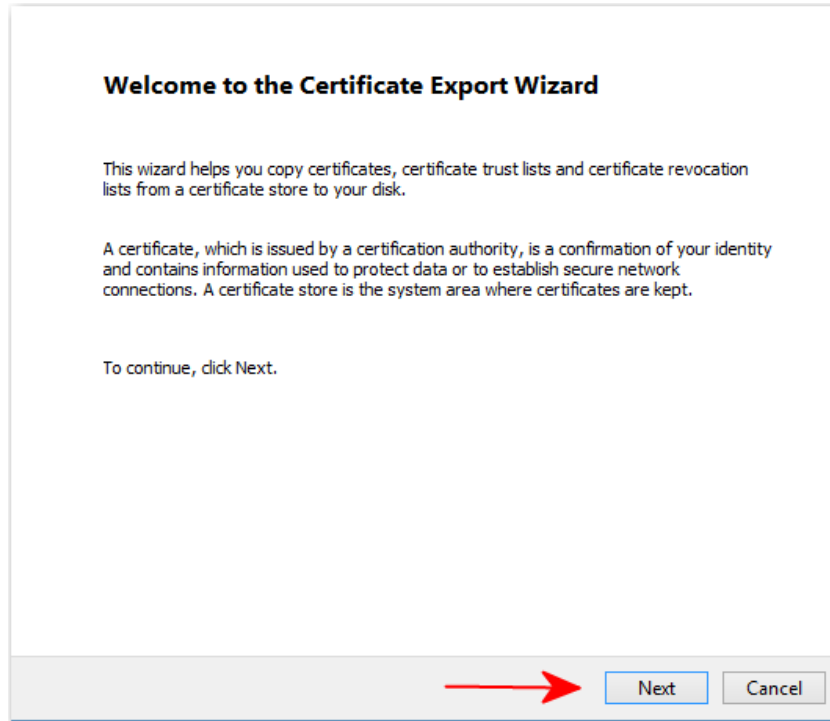 Welcome to the Certificate Export Wizard
This wizard helps you copy certificates, certificate trust lists and certificate revocation
lists from a certificate store to your disk.
A certificate, which is issued by a certification authority, is a confirmation of your identity
and contains information used to protect data or to establish secure network
connections. A certificate store is the system area where certificates are kept.
To continue, click Next.
Next Cancel